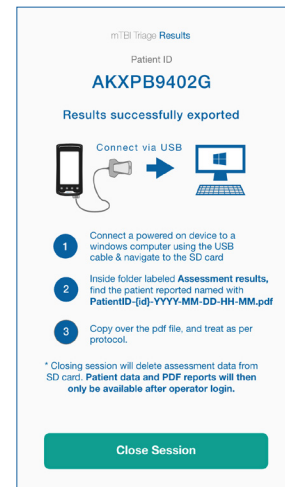 mTBI Triage Results
Patient ID
AKXPB9402G
Results successfully exported
Connect via USB
1
Connect a powered on device to a
windows computer using the USB
cable & navigate to the SD card
2
Inside folder labeled Assessment results,
find the patient reported named with
PatientID-[id]-YYYY-MM-DD-HH-MM.pdf
3
Copy over the pdf file, and treat as per
protocol.
* Closing session will delete assessment data from
SD card. Patient data and PDF reports will then
only be available after operator login.
Close Session